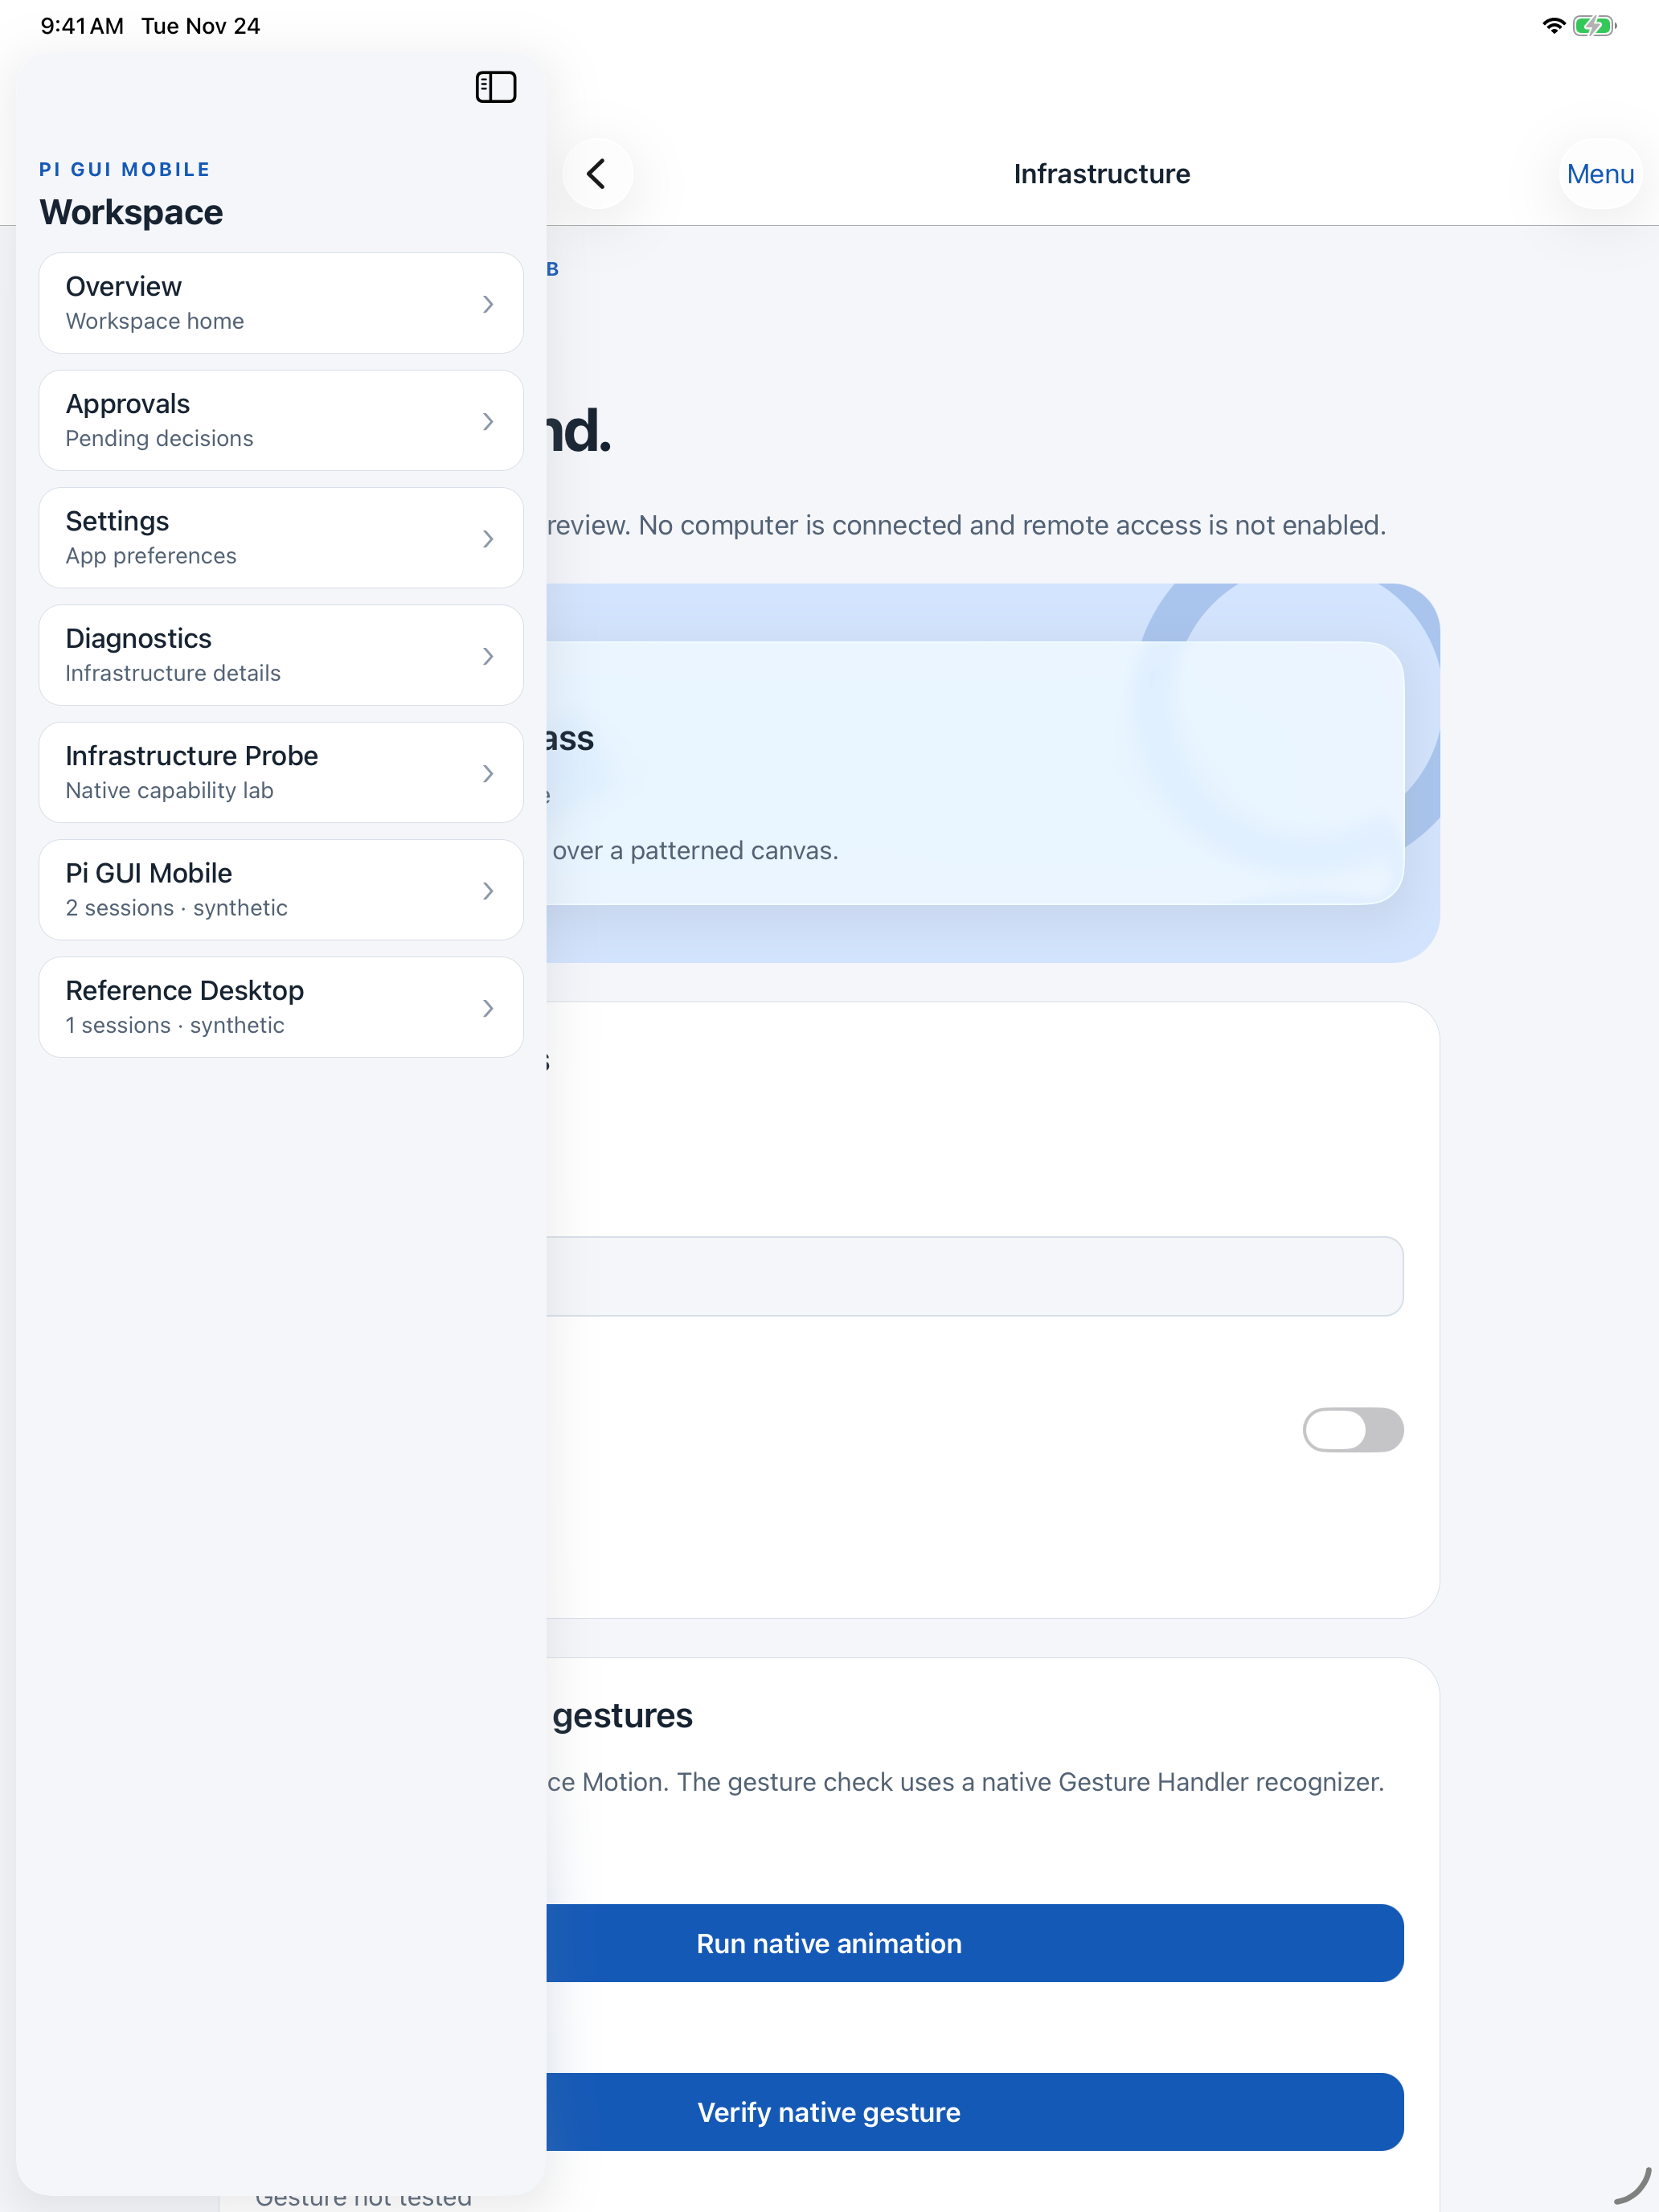 9:41 AM Tue Nov 24
PI GUI MOBILE
Workspace
Overview
Workspace home
Approvals
Pending decisions
Settings
App preferences
Diagnostics
Infrastructure details
Infrastructure Probe
Native capability lab
Pi GUI Mobile
2 sessions · synthetic
Reference Desktop
1 sessions · synthetic
Infrastructure
Menu
B
nd.
review. No computer is connected and remote access is not enabled.
ass
over a patterned canvas.
gestures
ce Motion. The gesture check uses a native Gesture Handler recognizer.
Run native animation
Verify native gesture
Gesture not tested